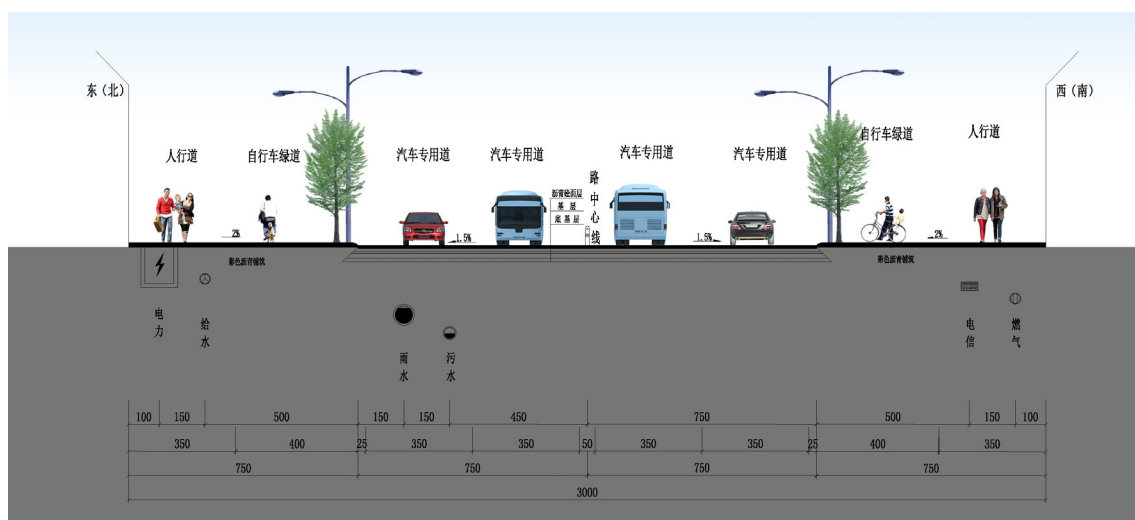 东（北）
西（南）
人行道
自行车绿道
汽车专用道
汽车专用道
汽车专用道
汽车专用道
自行车绿道
人行道
路中心线
沥青砼面层
基 层
底基层
2%
1.5%
1.5%
2%
彩色沥青铺筑
彩色沥青铺筑
电力
给水
雨水
污水
电信
燃气
100 150 500 150 150 450 750 500 150 100
350 400 25 350 350 50 350 350 25 400 350
750 750 750 750
3000